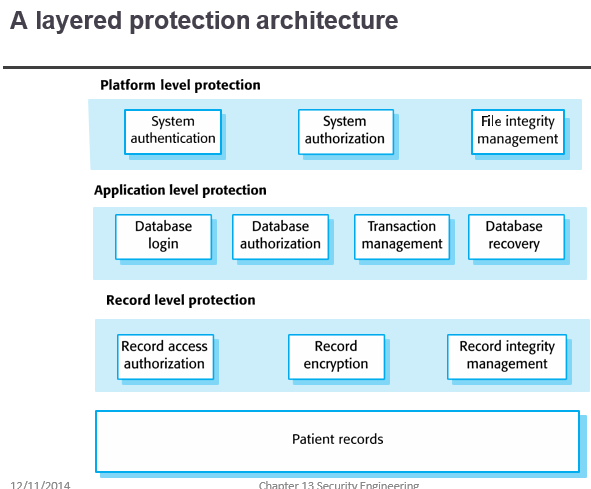 A layered protection architecture
Platform level protection
System
authentication
System
authorization
File integrity
management
Application level protection
Database
login
Database
authorization
Transaction
management
Database
recovery
Record level protection
Record access
authorization
Record
encryption
Record integrity
management
Patient records
12/11/2014
Chapter 13 Security Engineering